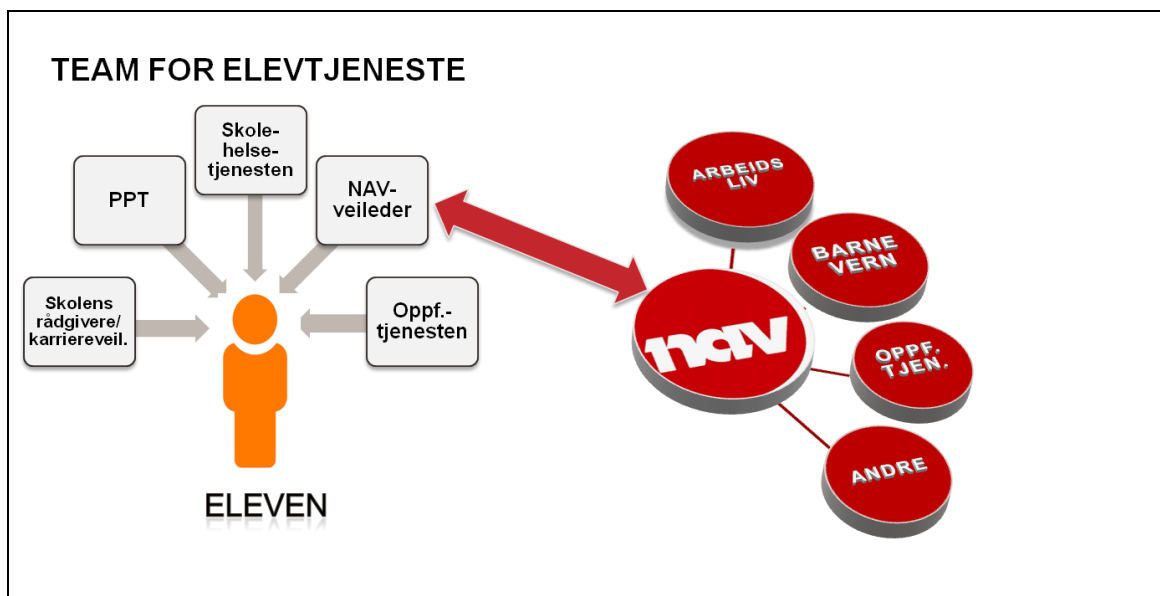 TEAM FOR ELEVTJENESTE
Skole-
helse-
tjenesten
PPT
NAV-
veileder
Skolens
rådgivere/
karriereveil.
Oppf.-
tjenesten
ELEVEN
ARBEIDS
LIV
BARNE
VERN
nav
OPPF.
TJEN.
ANDRE